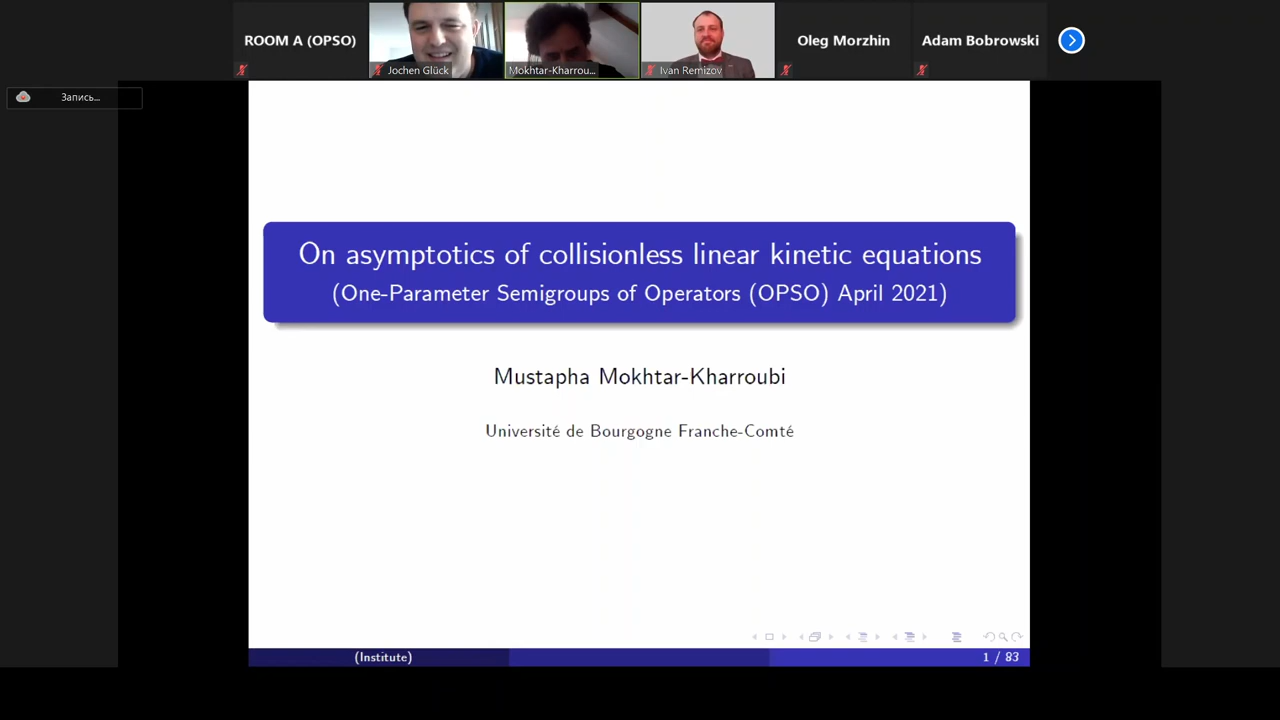 ROOM A (OPSO)
Jochen Glück
Mokhtar-Kharrou...
Ivan Remizov
Oleg Morzhin
Adam Bobrowski
Запись...
On asymptotics of collisionless linear kinetic equations
(One-Parameter Semigroups of Operators (OPSO) April 2021)
Mustapha Mokhtar-Kharroubi
Université de Bourgogne Franche-Comté
(Institute)
1 / 83